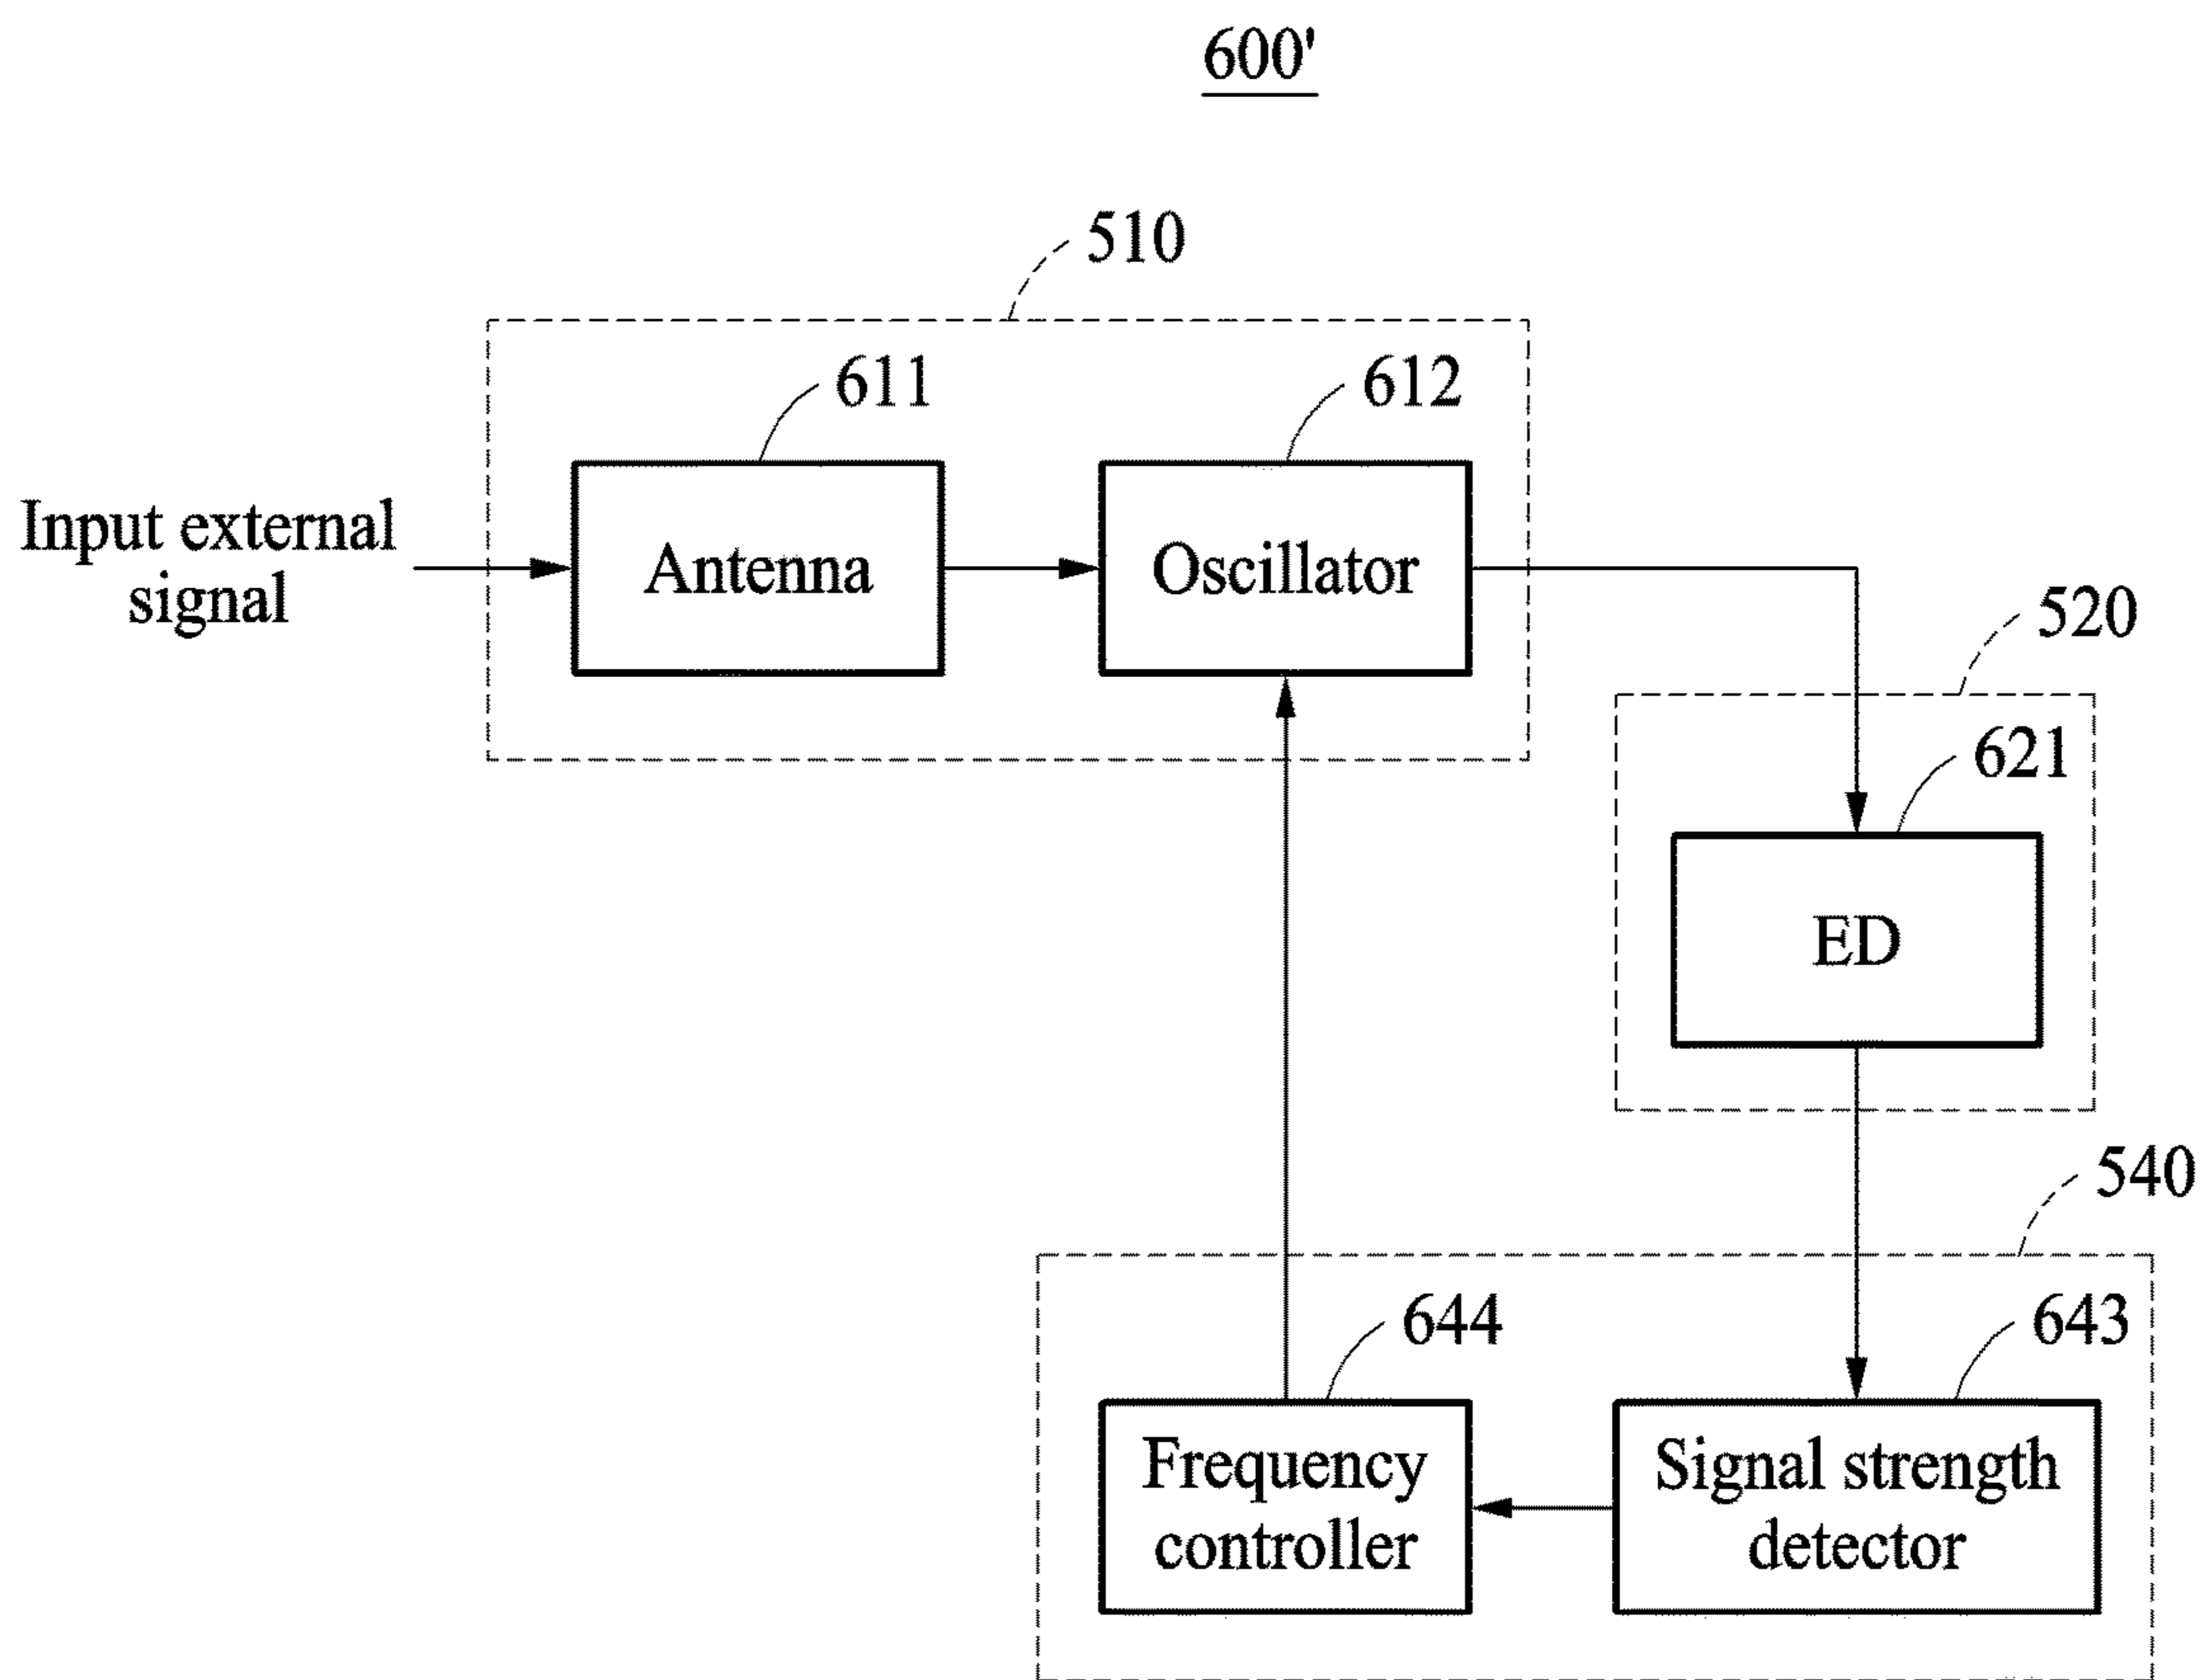 600'
510
611
612
Input external
signal
Antenna
Oscillator
520
621
ED
540
644
643
Frequency
controller
Signal strength
detector